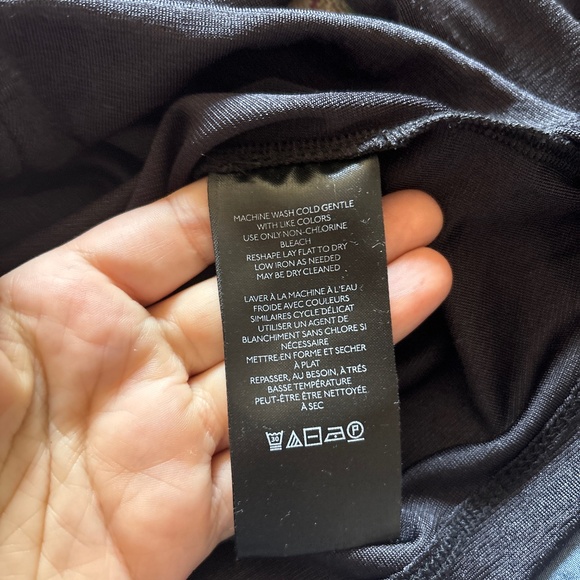 MACHINE WASH COLD GENTLE
WITH LIKE COLORS
USE ONLY NON-CHLORINE
BLEACH
RESHAPE LAY FLAT TO DRY
LOW IRON AS NEEDED
MAY BE DRY CLEANED
LAVER À LA MACHINE À L'EAU
FROIDE AVEC COULEURS
SIMILAIRES CYCLE DÉLICAT
UTILISER UN AGENT DE
BLANCHIMENT SANS CHLORE SI
NÉCESSAIRE
METTRE EN FORME ET SECHER
À PLAT
REPASSER, AU BESOIN, À TRÉS
BASSE TEMPÉRATURE
PEUT-ÊTRE ÊTRE NETTOYÉE
À SEC
30 P